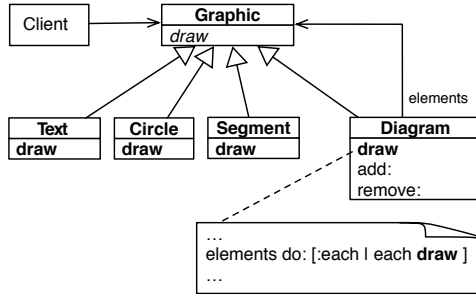 Client
Graphic
draw
elements
Text
draw
Circle
draw
Segment
draw
Diagram
draw
add:
remove:
...
elements do: [:each | each draw ]
...